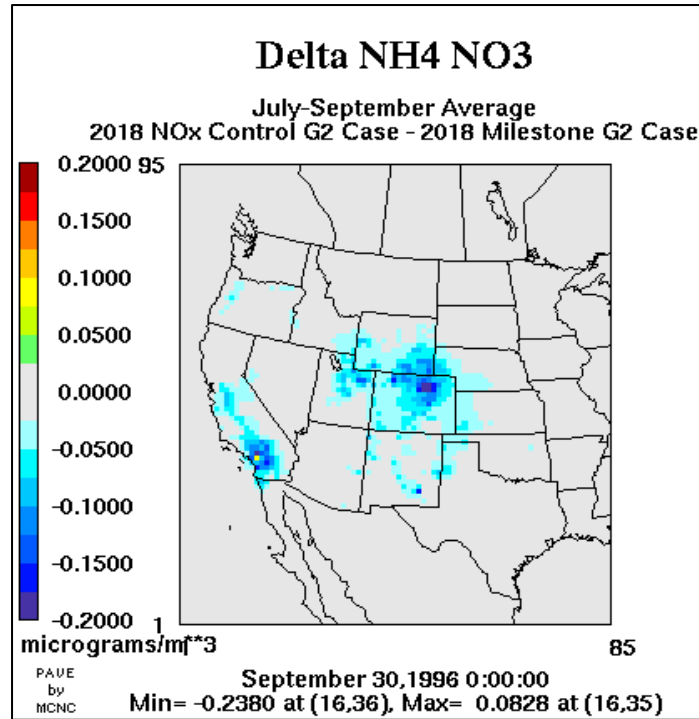 Delta NH4 NO3
July-September Average
2018 NOx Control G2 Case - 2018 Milestone G2 Case
0.2000
0.1500
0.1000
0.0500
0.0000
-0.0500
-0.1000
-0.1500
-0.2000
95
1
1
85
micrograms/m**3
PAVE
by
MCNC
September 30,1996 0:00:00
Min= -0.2380 at (16,36), Max= 0.0828 at (16,35)